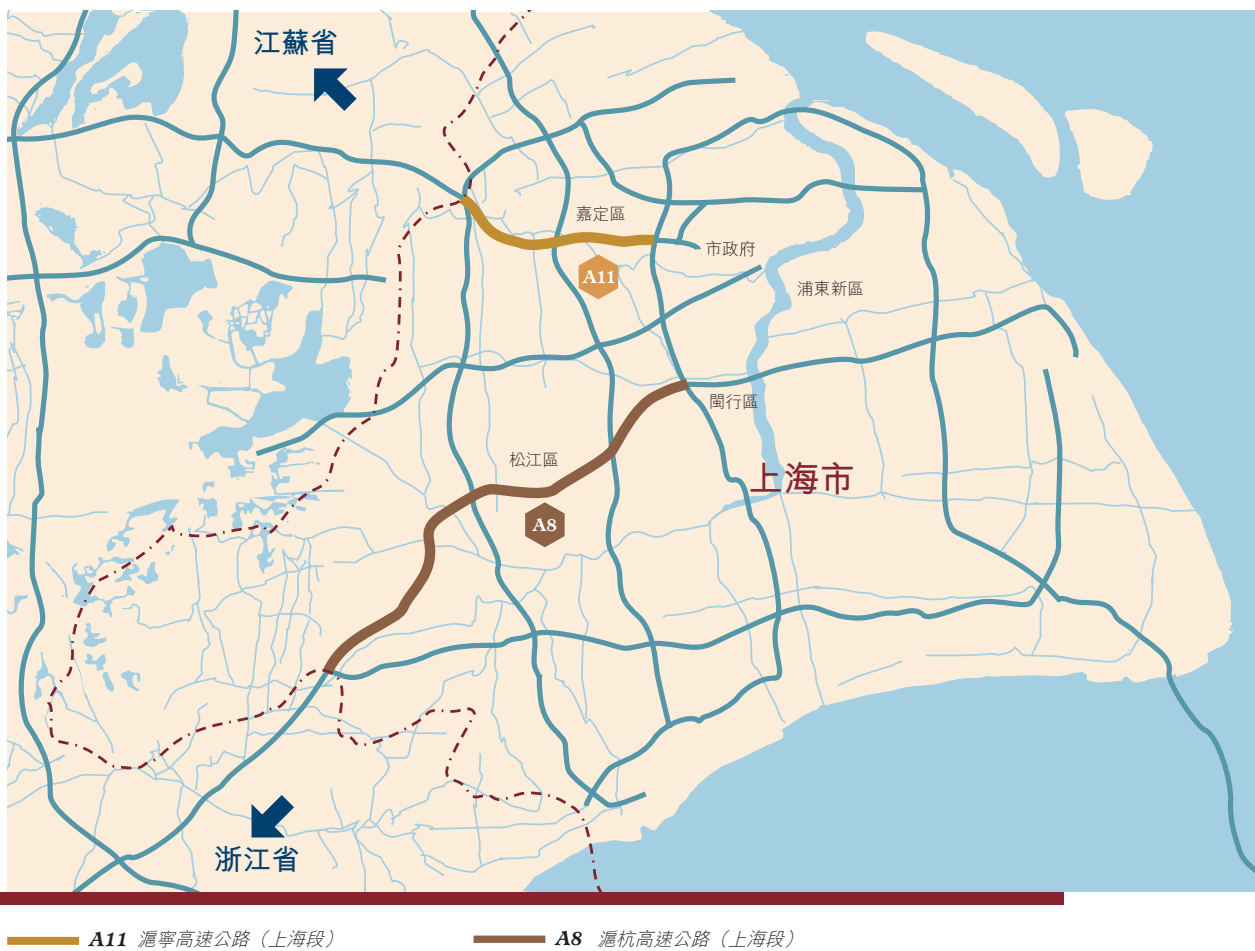 江蘇省
嘉定區
市政府
A11
浦東新區
閔行區
松江區
上海市
A8
浙江省
A11 滬寧高速公路（上海段）
A8 滬杭高速公路（上海段）